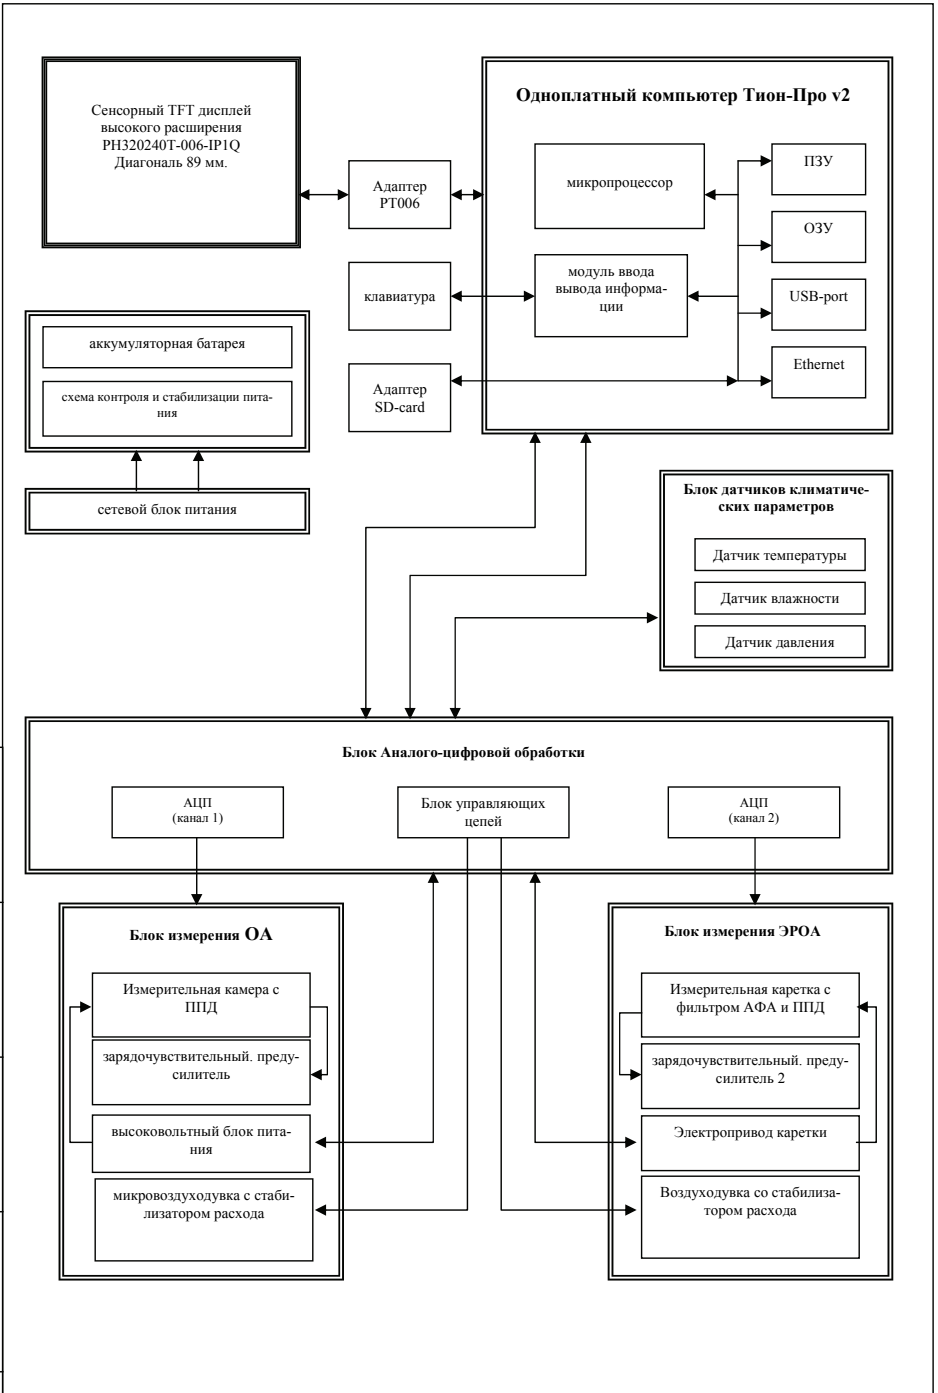 Сенсорный TFT дисплей
высокого расширения
PH320240T-006-IP1Q
Диагональ 89 мм.
Адаптер
PT006
клавиатура
Адаптер
SD-card
Одноплатный компьютер Тион-Про v2
микропроцессор
модуль ввода
вывода информа-
ции
ПЗУ
ОЗУ
USB-port
Ethernet
аккумуляторная батарея
схема контроля и стабилизации пита-
ния
сетевой блок питания
Блок датчиков климатиче-
ских параметров
Датчик температуры
Датчик влажности
Датчик давления
Блок Аналого-цифровой обработки
АЦП
(канал 1)
Блок управляющих
цепей
АЦП
(канал 2)
Блок измерения ОА
Измерительная камера с
ППД
зарядочувствительный. преду-
силитель
высоковольтный блок пита-
ния
микровоздуходувка с стаби-
лизатором расхода
Блок измерения ЭРОА
Измерительная каретка с
фильтром АФА и ППД
зарядочувствительный. преду-
силитель 2
Электропривод каретки
Воздуходувка со стабилиза-
тором расхода